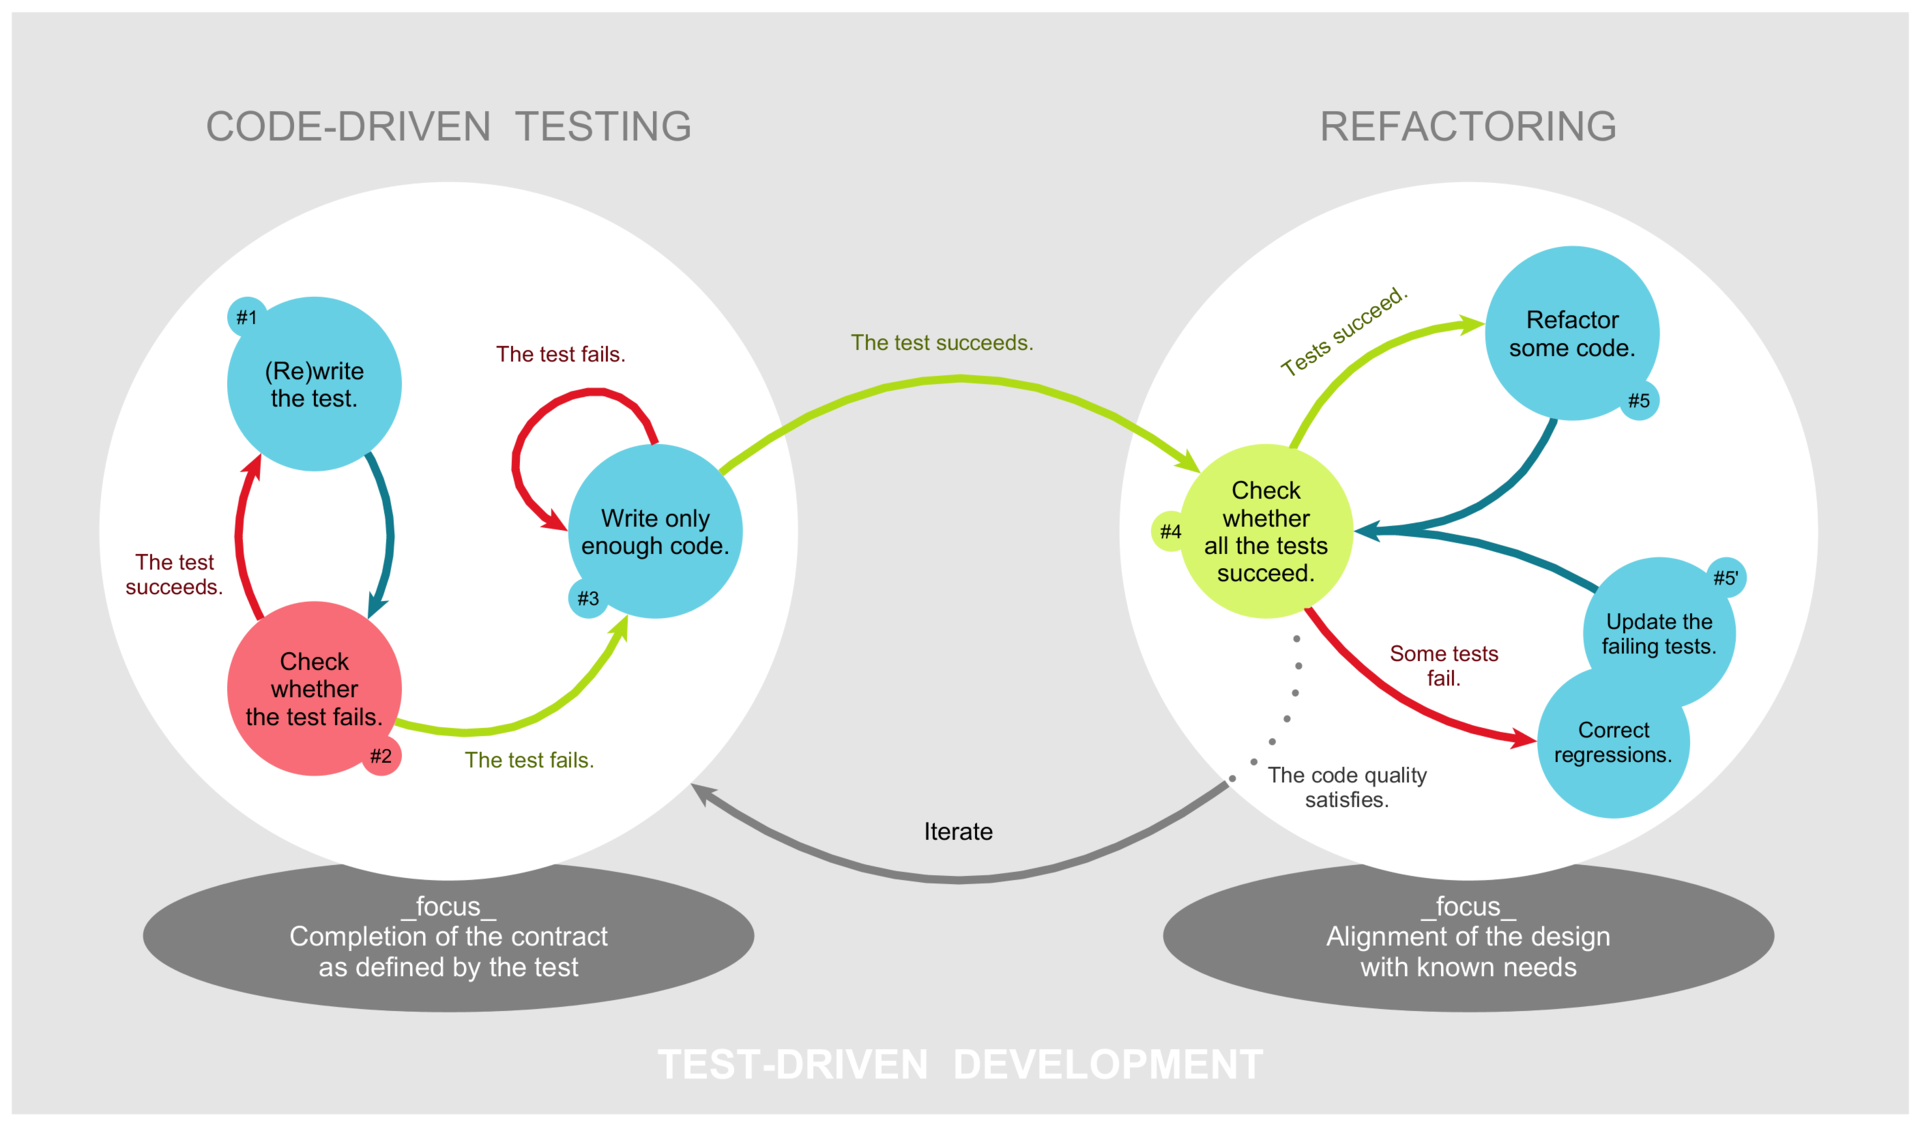 CODE-DRIVEN TESTING
#1
(Re)write
the test.
The test
succeeds.
Check
whether
the test fails.
#2
The test fails.
The test fails.
Write only
enough code.
#3
The test succeeds.
REFACTORING
Check
whether
all the tests
succeed.
#4
Tests succeed.
Refactor
some code.
#5
Some tests
fail.
#5'
Update the
failing tests.
Correct
regressions.
The code quality
satisfies.
Iterate
_focus_
Completion of the contract
as defined by the test
_focus_
Alignment of the design
with known needs
TEST-DRIVEN DEVELOPMENT